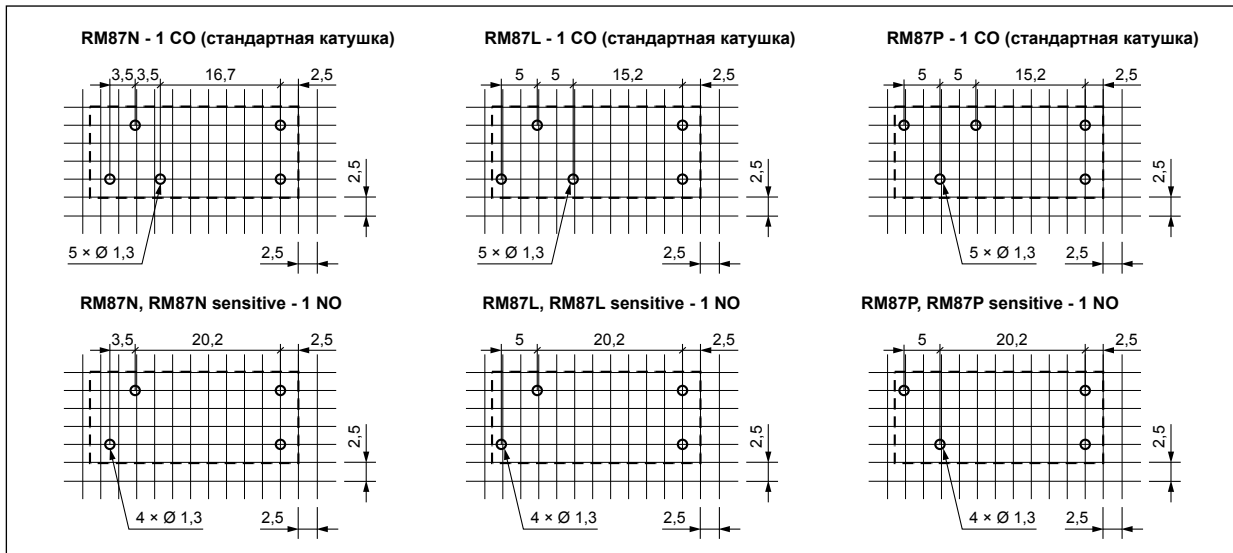 RM87N - 1 CO (стандартная катушка)
3,5 3,5 16,7 2,5
2,5
5 × Ø 1,3
2,5
RM87L - 1 CO (стандартная катушка)
5 5 15,2 2,5
2,5
5 × Ø 1,3
2,5
RM87P - 1 CO (стандартная катушка)
5 5 15,2 2,5
2,5
5 × Ø 1,3
2,5
RM87N, RM87N sensitive - 1 NO
3,5 20,2 2,5
2,5
4 × Ø 1,3
2,5
RM87L, RM87L sensitive - 1 NO
5 20,2 2,5
2,5
4 × Ø 1,3
2,5
RM87P, RM87P sensitive - 1 NO
5 20,2 2,5
2,5
4 × Ø 1,3
2,5